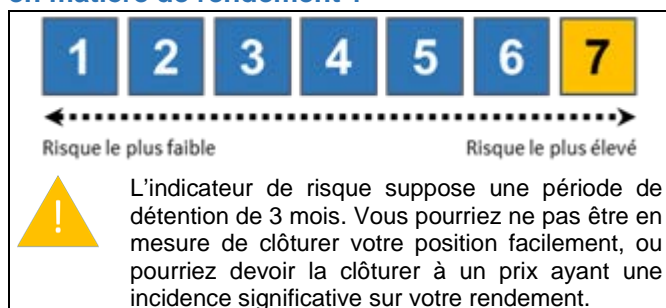 en matière de rendement ?
1 2 3 4 5 6 7
Risque le plus faible Risque le plus élevé
!
L'indicateur de risque suppose une période de
détention de 3 mois. Vous pourriez ne pas être en
mesure de clôturer votre position facilement, ou
pourriez devoir la clôturer à un prix ayant une
incidence significative sur votre rendement.